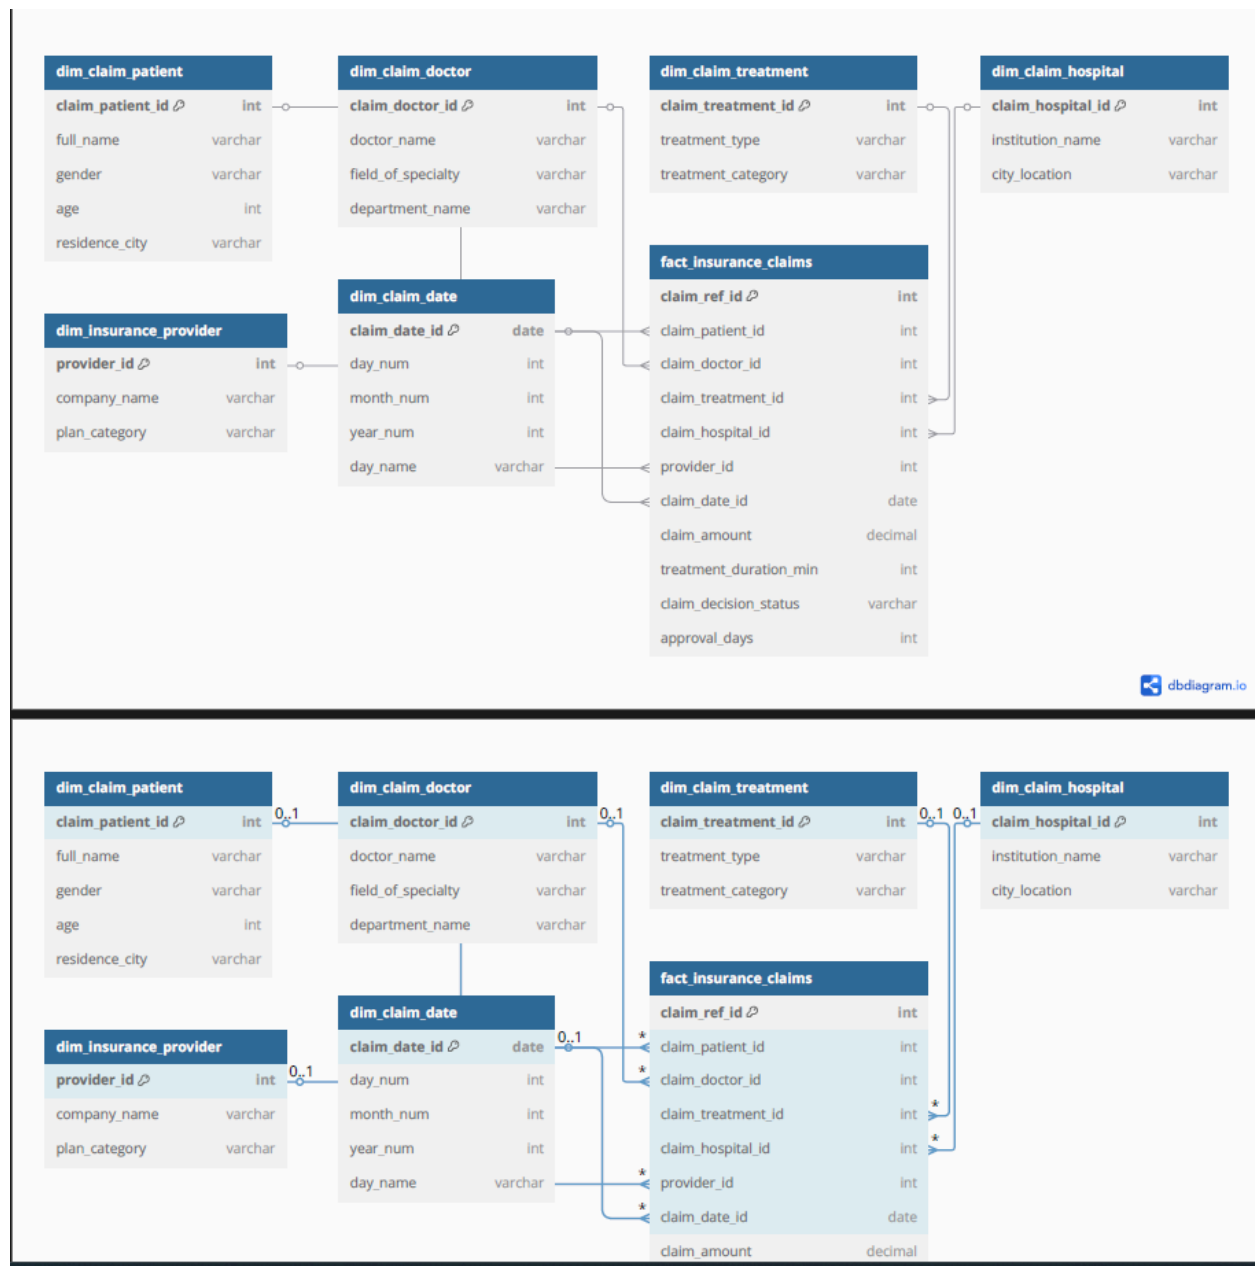 dim_claim_patient
claim_patient_id int
full_name varchar
gender varchar
age int
residence_city varchar
dim_claim_doctor
claim_doctor_id int
doctor_name varchar
field_of_specialty varchar
department_name varchar
dim_claim_treatment
claim_treatment_id int
treatment_type varchar
treatment_category varchar
dim_claim_hospital
claim_hospital_id int
institution_name varchar
city_location varchar
dim_insurance_provider
provider_id int
company_name varchar
plan_category varchar
dim_claim_date
claim_date_id date
day_num int
month_num int
year_num int
day_name varchar
fact_insurance_claims
claim_ref_id int
claim_patient_id int
claim_doctor_id int
claim_treatment_id int
claim_hospital_id int
provider_id int
claim_date_id date
claim_amount decimal
treatment_duration_min int
claim_decision_status varchar
approval_days int
dbdiagram.io
dim_claim_patient
claim_patient_id int 0..1
full_name varchar
gender varchar
age int
residence_city varchar
dim_claim_doctor
claim_doctor_id int 0..1
doctor_name varchar
field_of_specialty varchar
department_name varchar
dim_claim_treatment
claim_treatment_id int 0..1
treatment_type varchar
treatment_category varchar
dim_claim_hospital
0..1 claim_hospital_id int
institution_name varchar
city_location varchar
dim_insurance_provider
provider_id int 0..1
company_name varchar
plan_category varchar
dim_claim_date
claim_date_id date 0..1
day_num int
month_num int
year_num int
day_name varchar
fact_insurance_claims
claim_ref_id int
* claim_patient_id int
* claim_doctor_id int
claim_treatment_id int *
claim_hospital_id int *
* provider_id int
* claim_date_id date
claim_amount decimal